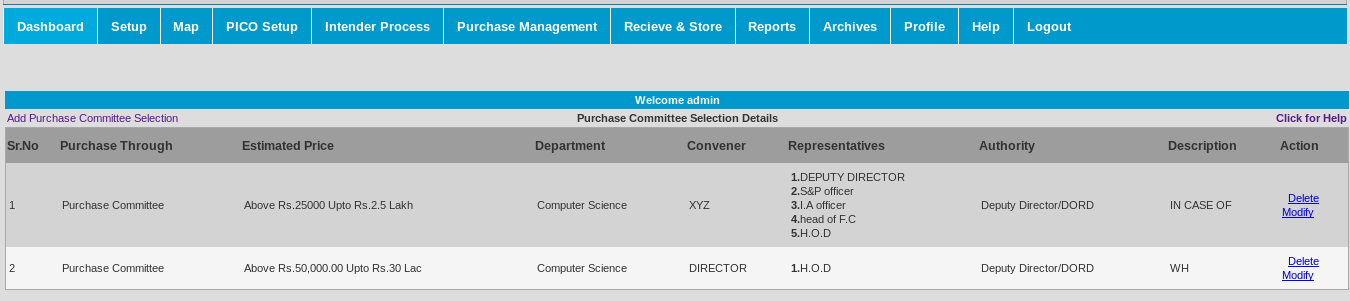 Dashboard Setup Map PICO Setup Intender Process Purchase Management Recieve & Store Reports Archives Profile Help Logout
Welcome admin
Add Purchase Committee Selection Purchase Committee Selection Details Click for Help
Sr.No Purchase Through Estimated Price Department Convener Representatives Authority Description Action
1 Purchase Committee Above Rs.25000 Upto Rs.2.5 Lakh Computer Science XYZ 1.DEPUTY DIRECTOR
2.S&P officer
3.I.A officer
4.head of F.C
5.H.O.D
Deputy Director/DORD IN CASE OF Delete
Modify
2 Purchase Committee Above Rs.50,000.00 Upto Rs.30 Lac Computer Science DIRECTOR 1.H.O.D Deputy Director/DORD WH Delete
Modify